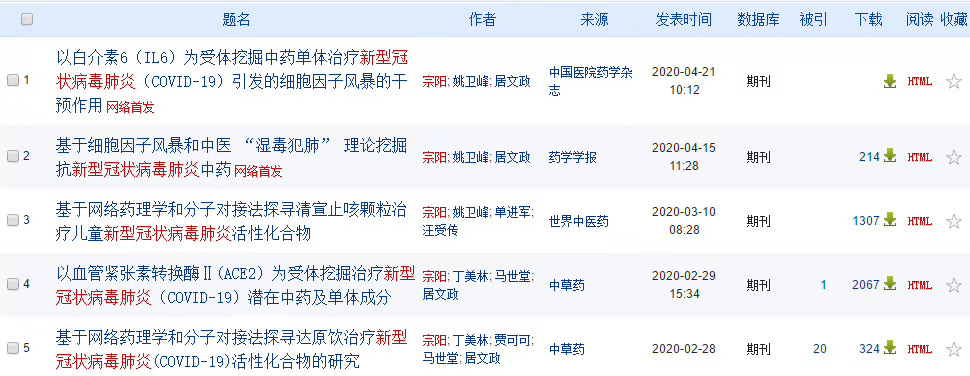 题名 作者 来源 发表时间 数据库 被引 下载 阅读 收藏
1 以白介素6（IL6）为受体挖掘中药单体治疗新型冠
状病毒肺炎（COVID-19）引发的细胞因子风暴的干
预作用 网络首发
宗阳; 姚卫峰; 居文政
中国医院药学杂
志
2020-04-21
10:12
期刊
HTML
2 基于细胞因子风暴和中医 “湿毒犯肺” 理论挖掘
抗新型冠状病毒肺炎中药 网络首发
宗阳; 姚卫峰; 居文政
药学学报
2020-04-15
11:28
期刊
214
HTML
3 基于网络药理学和分子对接法探寻清宣止咳颗粒治
疗儿童新型冠状病毒肺炎活性化合物
宗阳; 姚卫峰; 单进军;
汪受传
世界中医药
2020-03-10
08:28
期刊
1307
HTML
4 以血管紧张素转换酶Ⅱ(ACE2）为受体挖掘治疗新型
冠状病毒肺炎（COVID-19）潜在中药及单体成分
宗阳; 丁美林; 马世堂;
居文政
中草药
2020-02-29
15:34
期刊
1
2067
HTML
5 基于网络药理学和分子对接法探寻达原饮治疗新型
冠状病毒肺炎(COVID-19)活性化合物的研究
宗阳; 丁美林; 贾可可;
马世堂; 居文政
中草药
2020-02-28
期刊
20
324
HTML